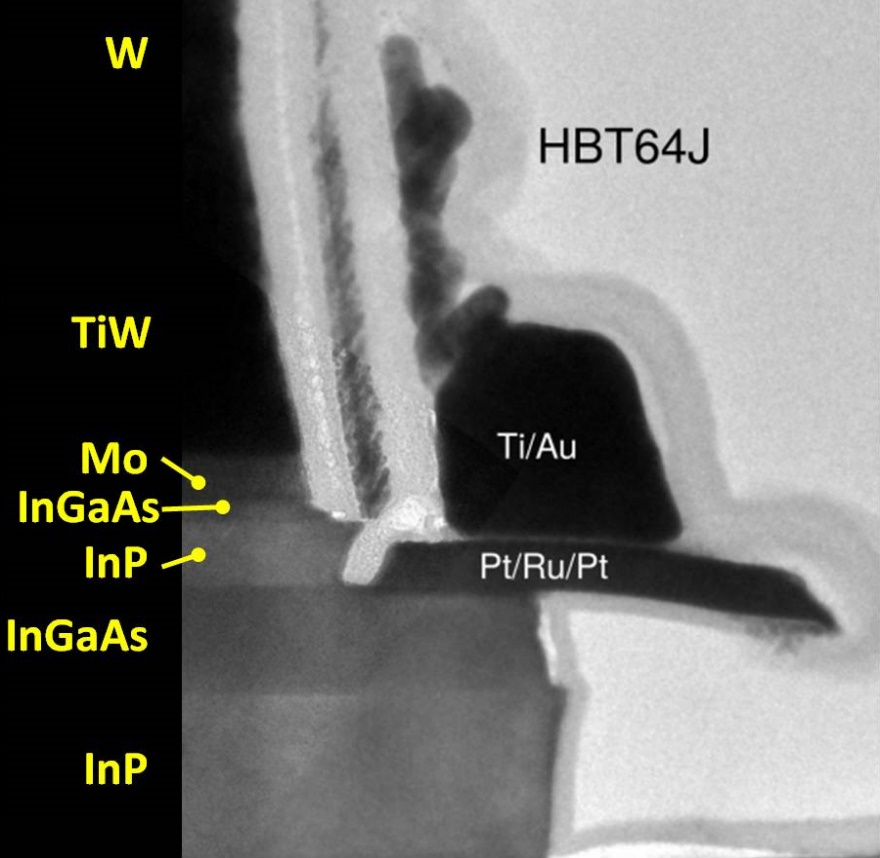 W
HBT64J
TiW
Ti/Au
Mo
InGaAs
InP
Pt/Ru/Pt
InGaAs
InP